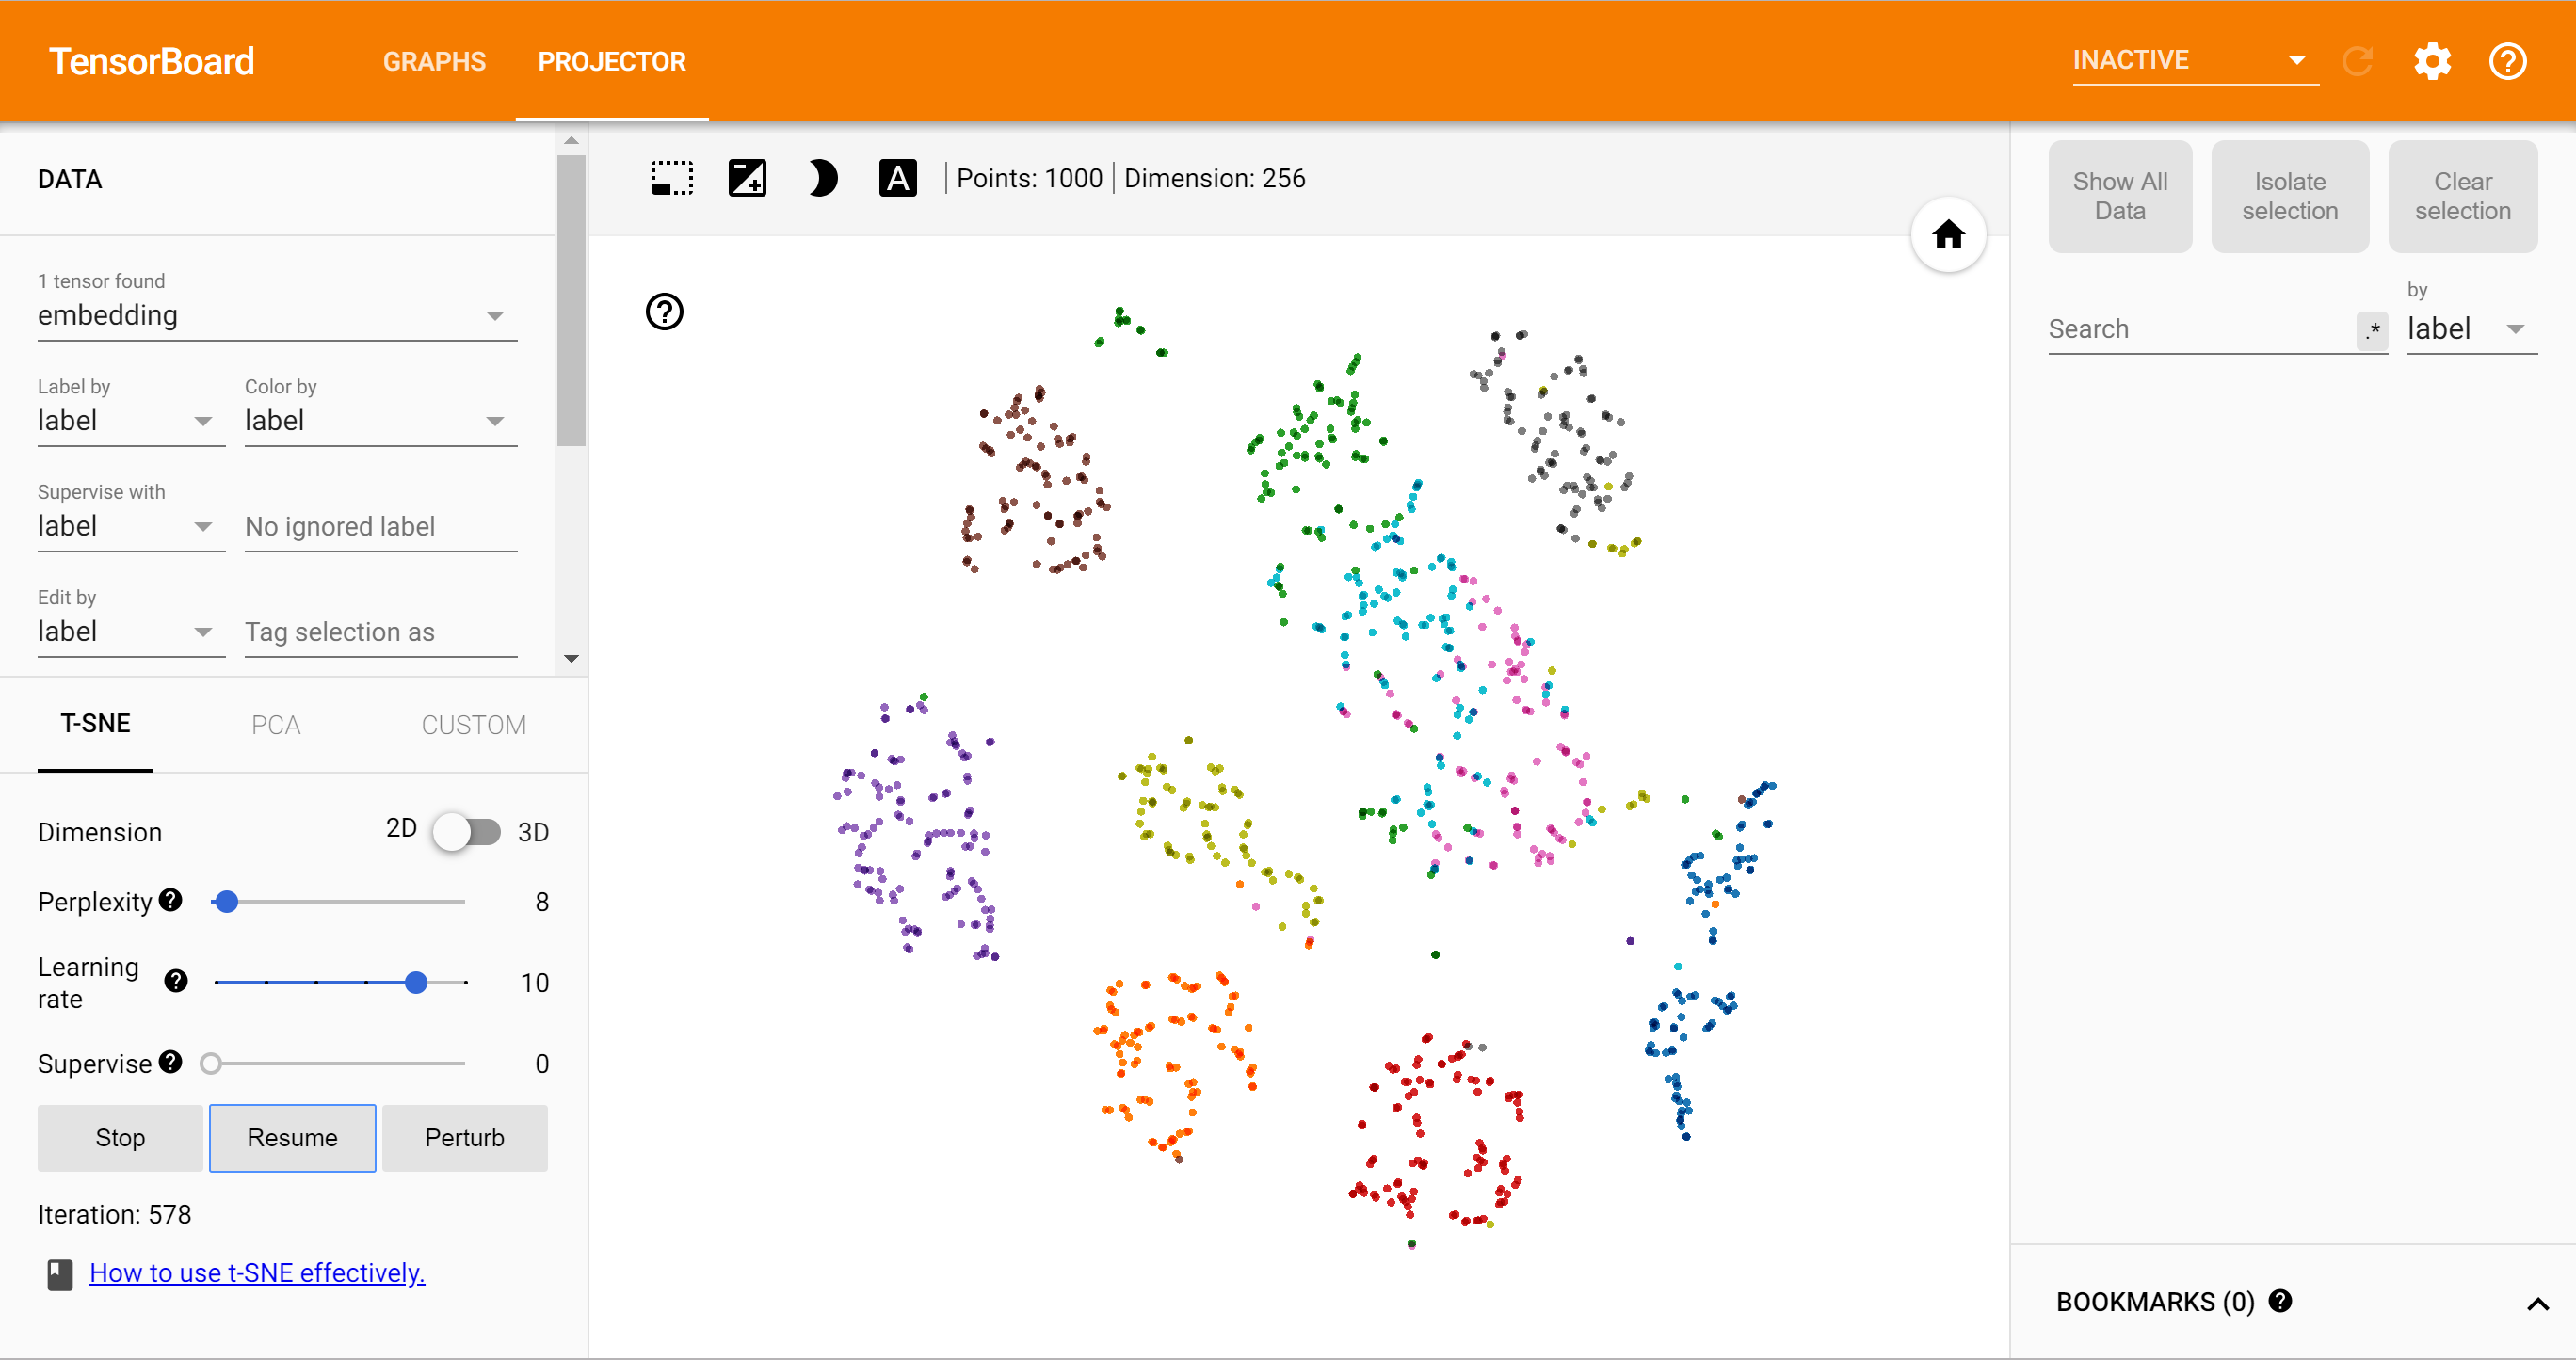 TensorBoard GRAPHS PROJECTOR INACTIVE
DATA
1 tensor found
embedding
Label by Color by
label label
Supervise with
label No ignored label
Edit by
label Tag selection as
T-SNE PCA CUSTOM
Dimension 2D 3D
Perplexity 8
Learning
rate 10
Supervise 0
Stop Resume Perturb
Iteration: 578
How to use t-SNE effectively.
A Points: 1000 Dimension: 256
Show All
Data
Isolate
selection
Clear
selection
by
Search .* label
BOOKMARKS (0)